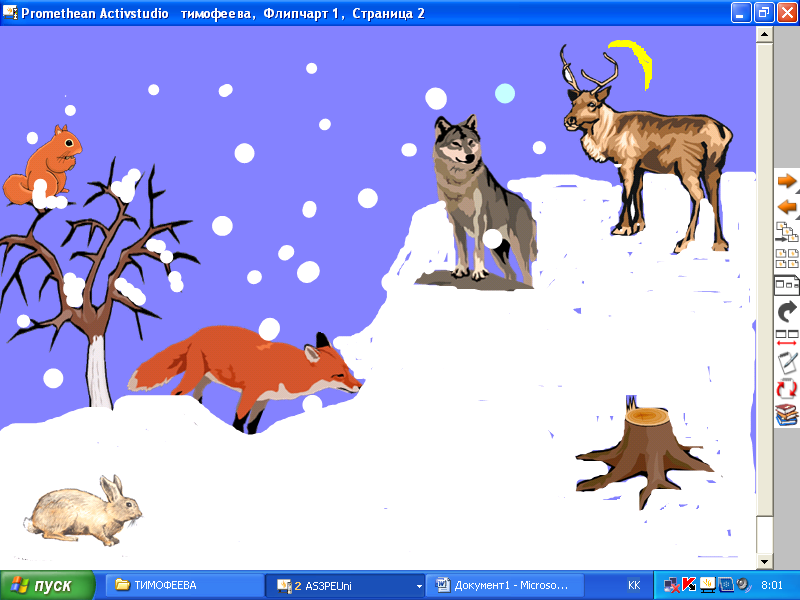 Promethean Activstudio тимофеева, Флипчарт 1, Страница 2
пуск
ТИМОФЕЕВА
2 AS3PEUni
Документ1 - Microso...
KK
8:01